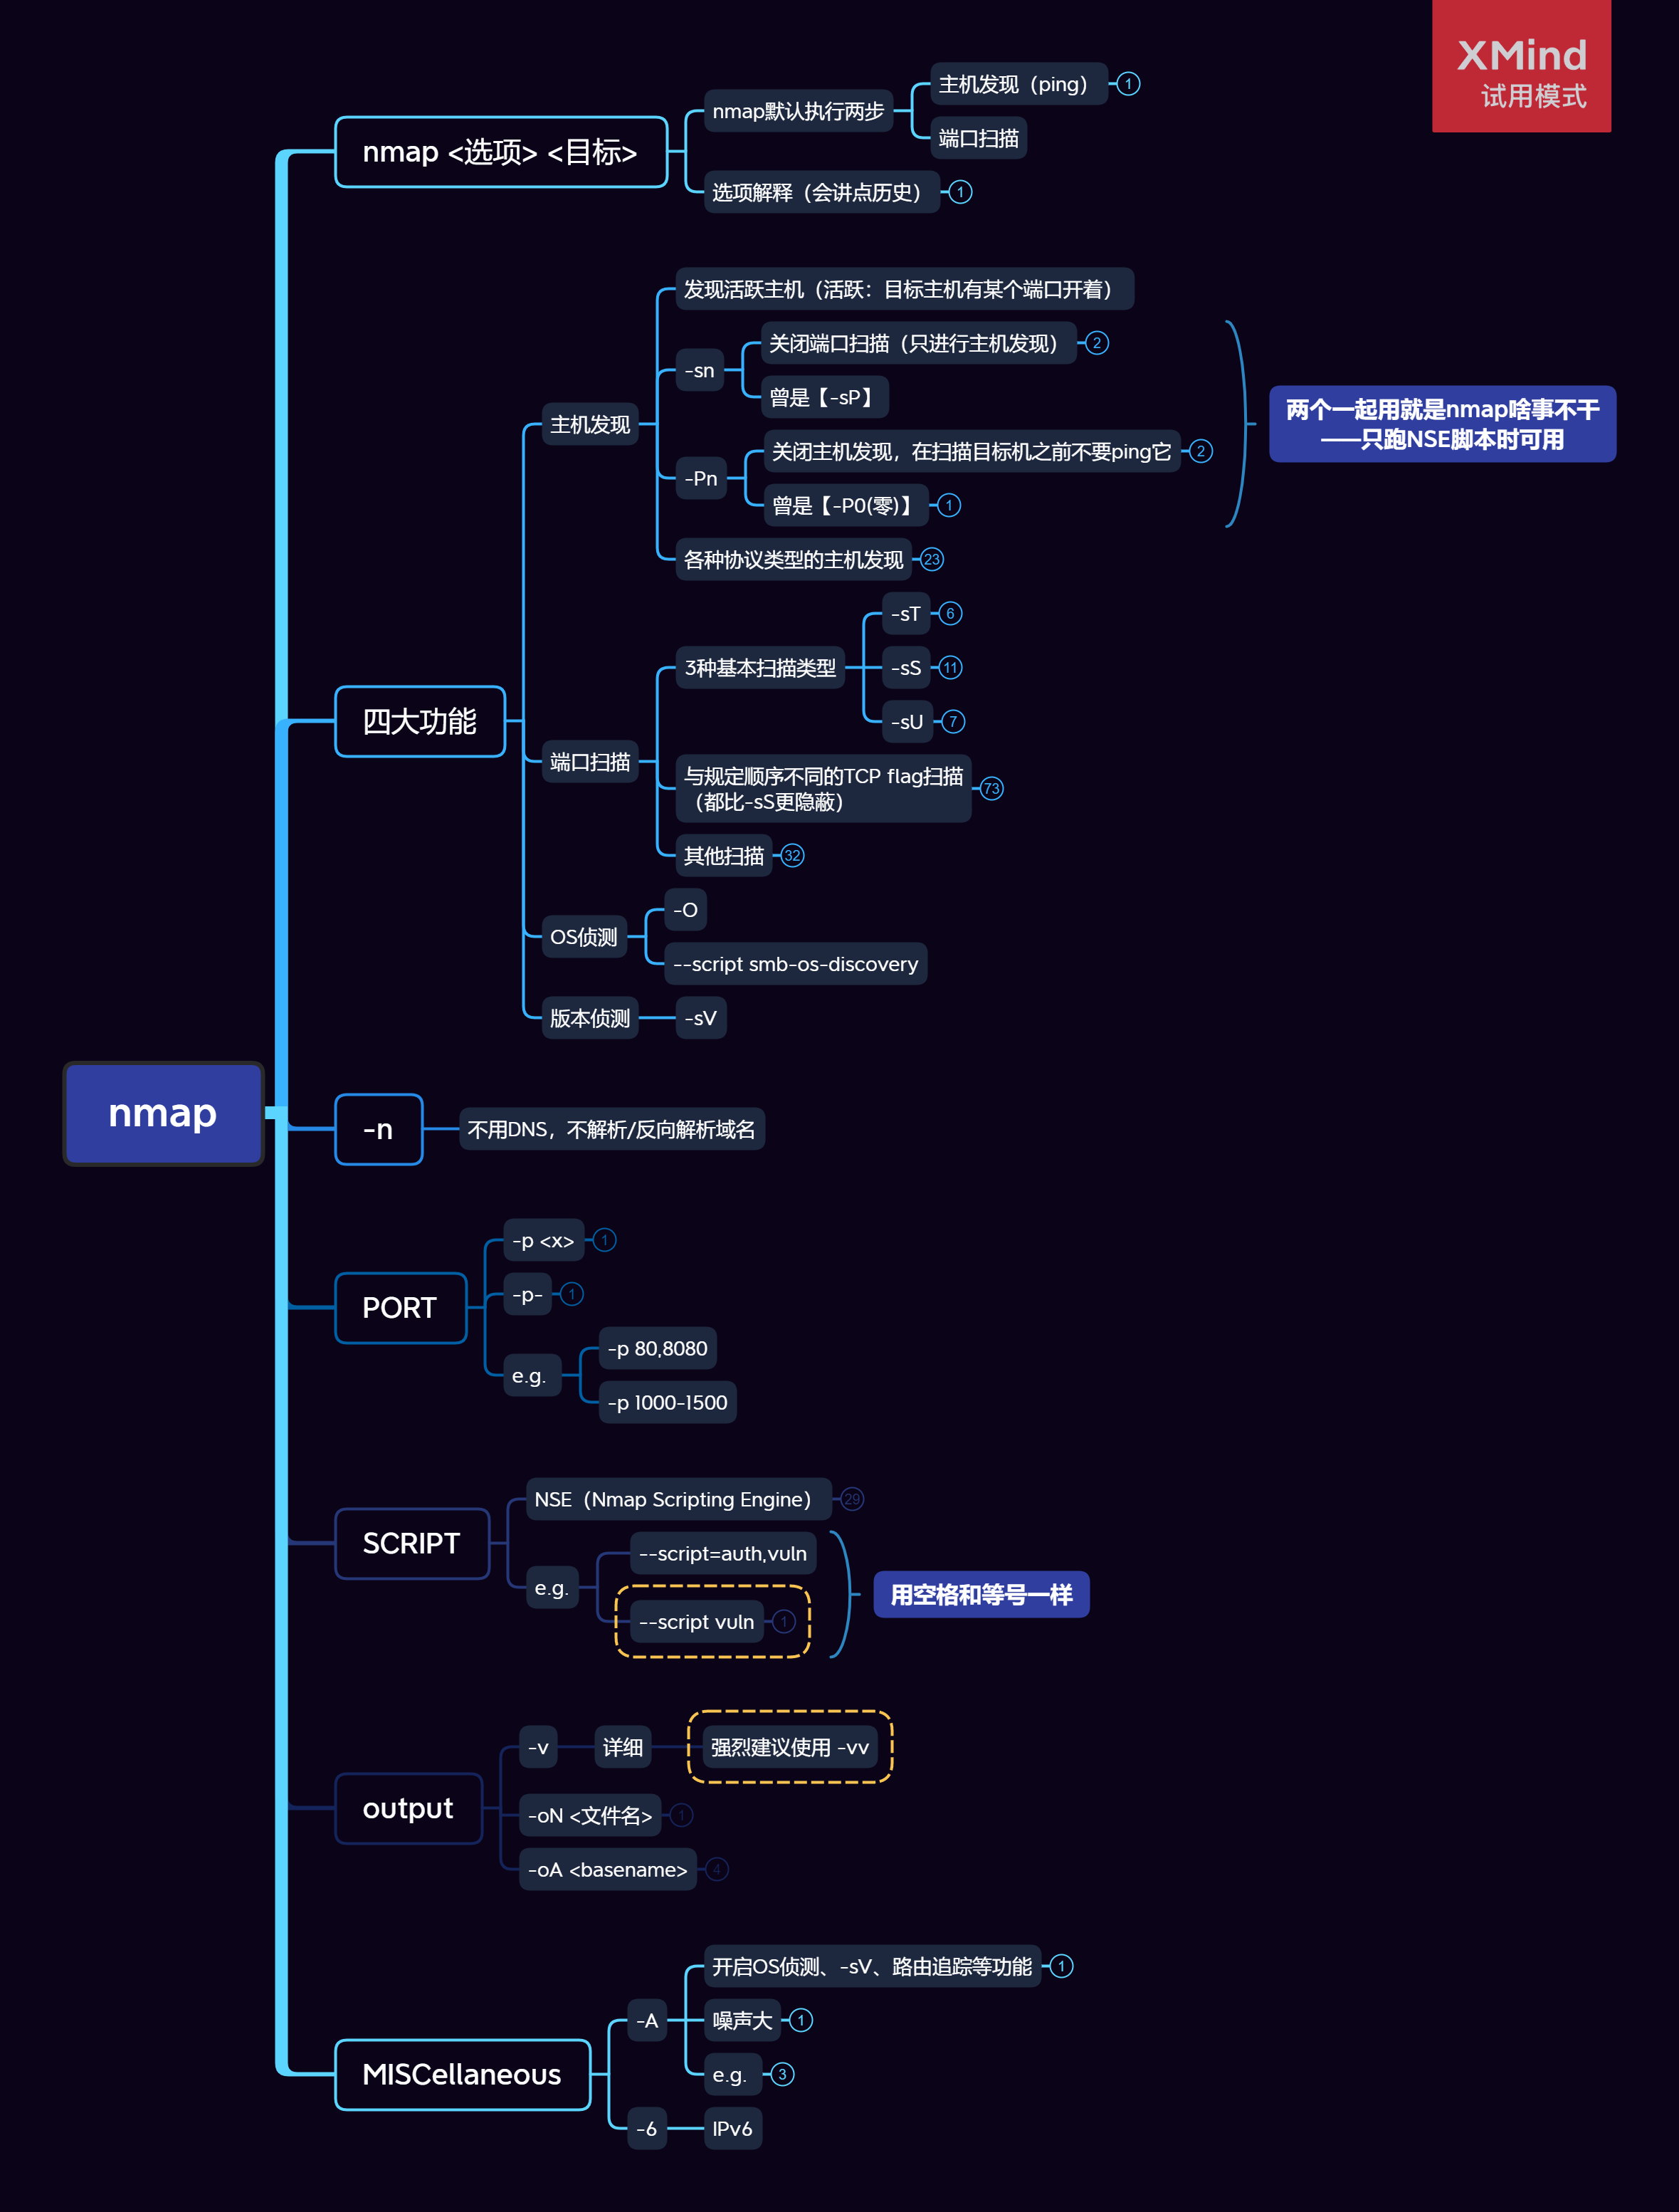 XMind
试用模式
nmap
nmap <选项> <目标>
nmap默认执行两步
主机发现（ping）
1
端口扫描
选项解释（会讲点历史）
1
四大功能
主机发现
发现活跃主机（活跃：目标主机有某个端口开着）
-sn
关闭端口扫描（只进行主机发现）
2
曾是【-sP】
-Pn
关闭主机发现，在扫描目标机之前不要ping它
2
曾是【-P0(零)】
1
两个一起用就是nmap啥事不干
——只跑NSE脚本时可用
各种协议类型的主机发现
23
端口扫描
3种基本扫描类型
-sT
6
-sS
11
-sU
7
与规定顺序不同的TCP flag扫描
（都比-sS更隐蔽）
73
其他扫描
32
OS侦测
-O
--script smb-os-discovery
版本侦测
-sV
-n
不用DNS，不解析/反向解析域名
PORT
-p <x>
1
-p-
1
e.g.
-p 80,8080
-p 1000-1500
SCRIPT
NSE（Nmap Scripting Engine）
29
e.g.
--script=auth,vuln
--script vuln
1
用空格和等号一样
output
-v
详细
强烈建议使用 -vv
-oN <文件名>
1
-oA <basename>
4
MISCellaneous
-A
开启OS侦测、-sV、路由追踪等功能
1
噪声大
1
e.g.
3
-6
IPv6